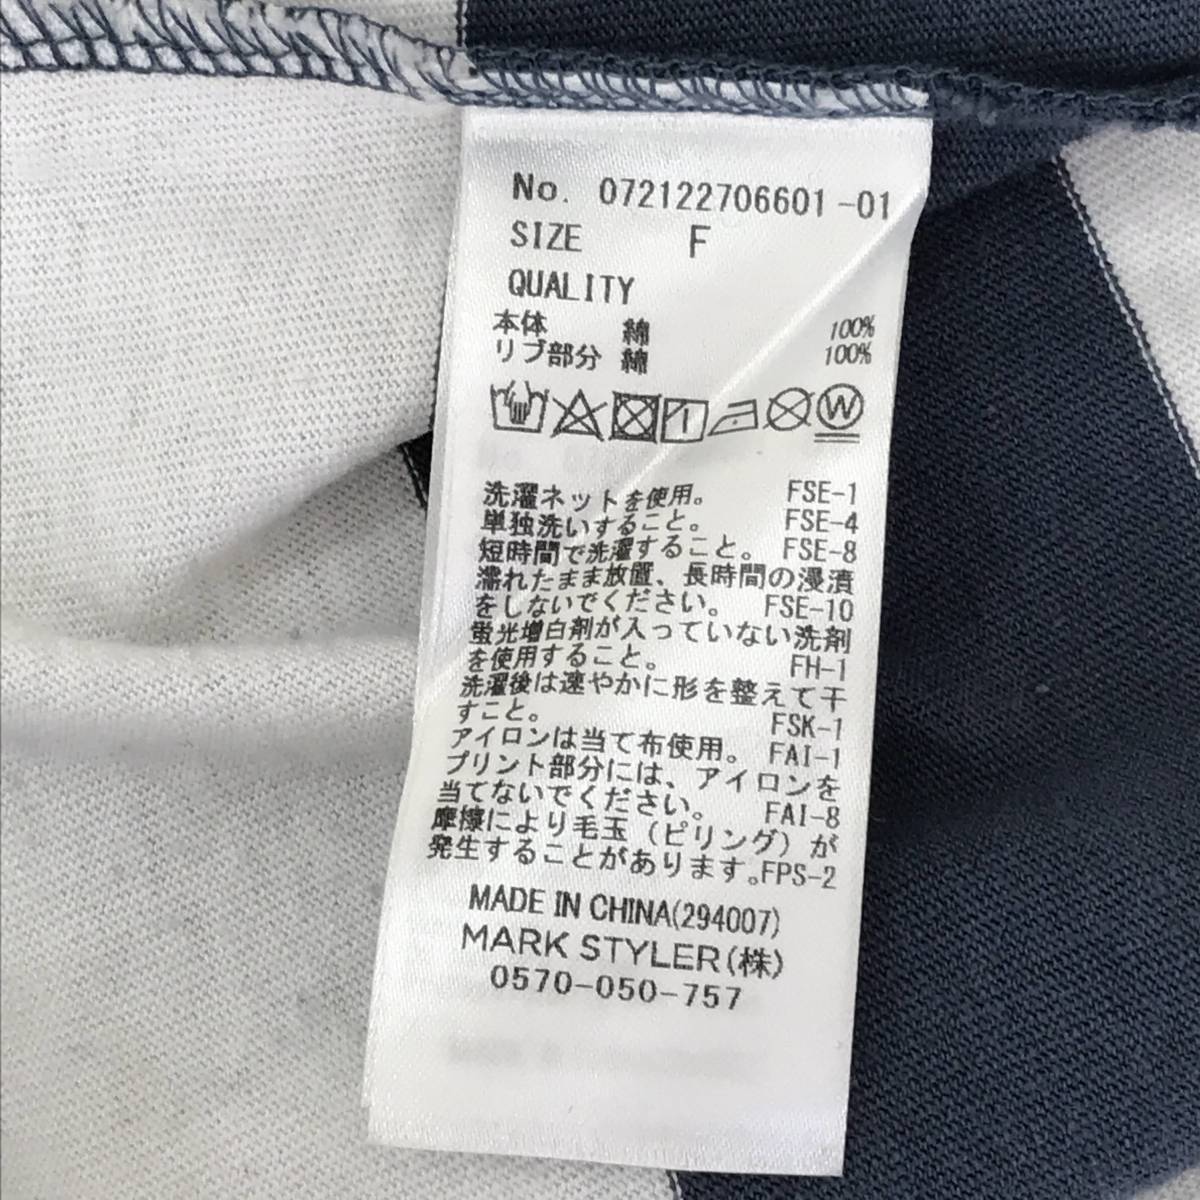 No. 072122706601-01
SIZE F
QUALITY
本体 綿 100%
リブ部分 綿 100%
W
洗濯ネットを使用。 FSE-1
単独洗いすること。 FSE-4
短時間で洗濯すること。 FSE-8
濡れたまま放置、長時間の浸漬
をしないでください。 FSE-10
蛍光増白剤が入っていない洗剤
を使用すること。 FH-1
洗濯後は速やかに形を整えて干
すこと。 FSK-1
アイロンは当て布使用。 FAI-1
プリント部分には、アイロンを
当てないでください。 FAI-8
摩擦により毛玉(ピリング)が
発生することがあります。FPS-2
MADE IN CHINA(294007)
MARK STYLER(株)
0570-050-757